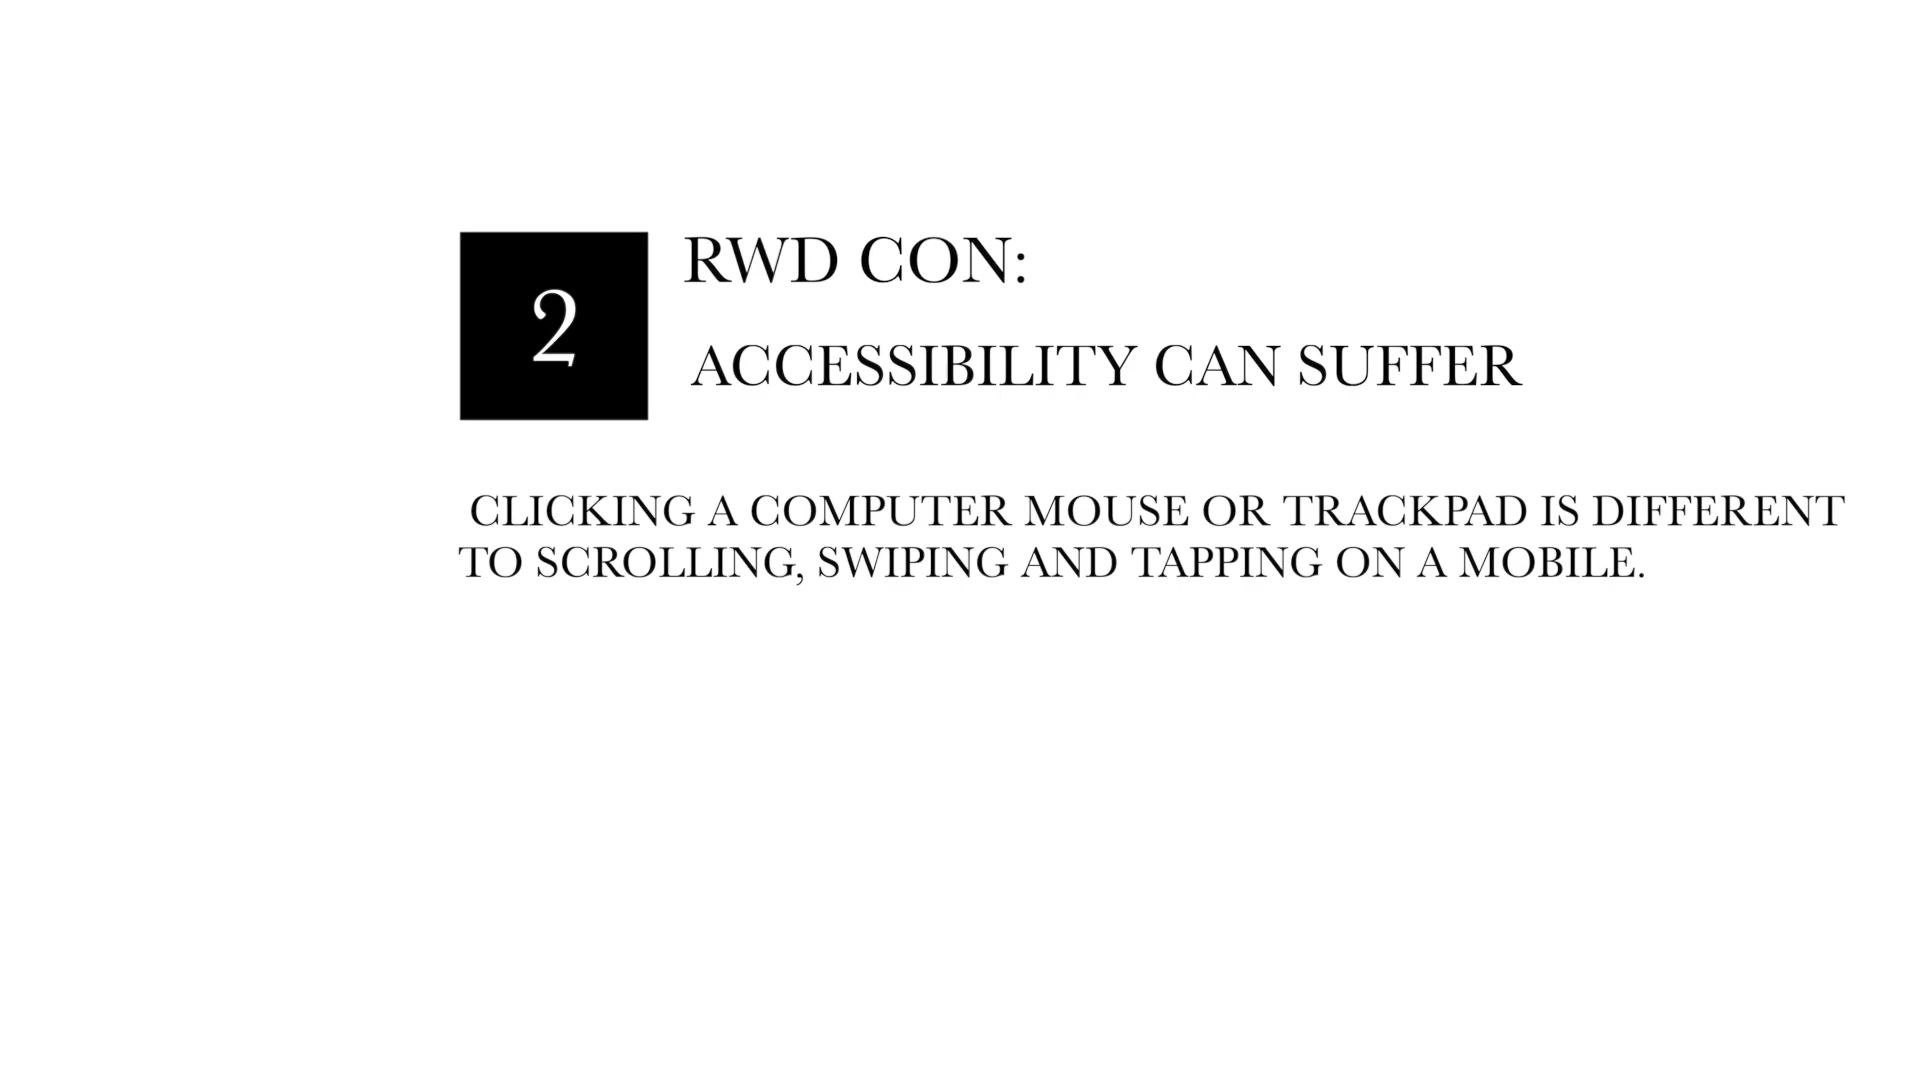 2
RWD CON:
ACCESSIBILITY CAN SUFFER
CLICKING A COMPUTER MOUSE OR TRACKPAD IS DIFFERENT
TO SCROLLING, SWIPING AND TAPPING ON A MOBILE.